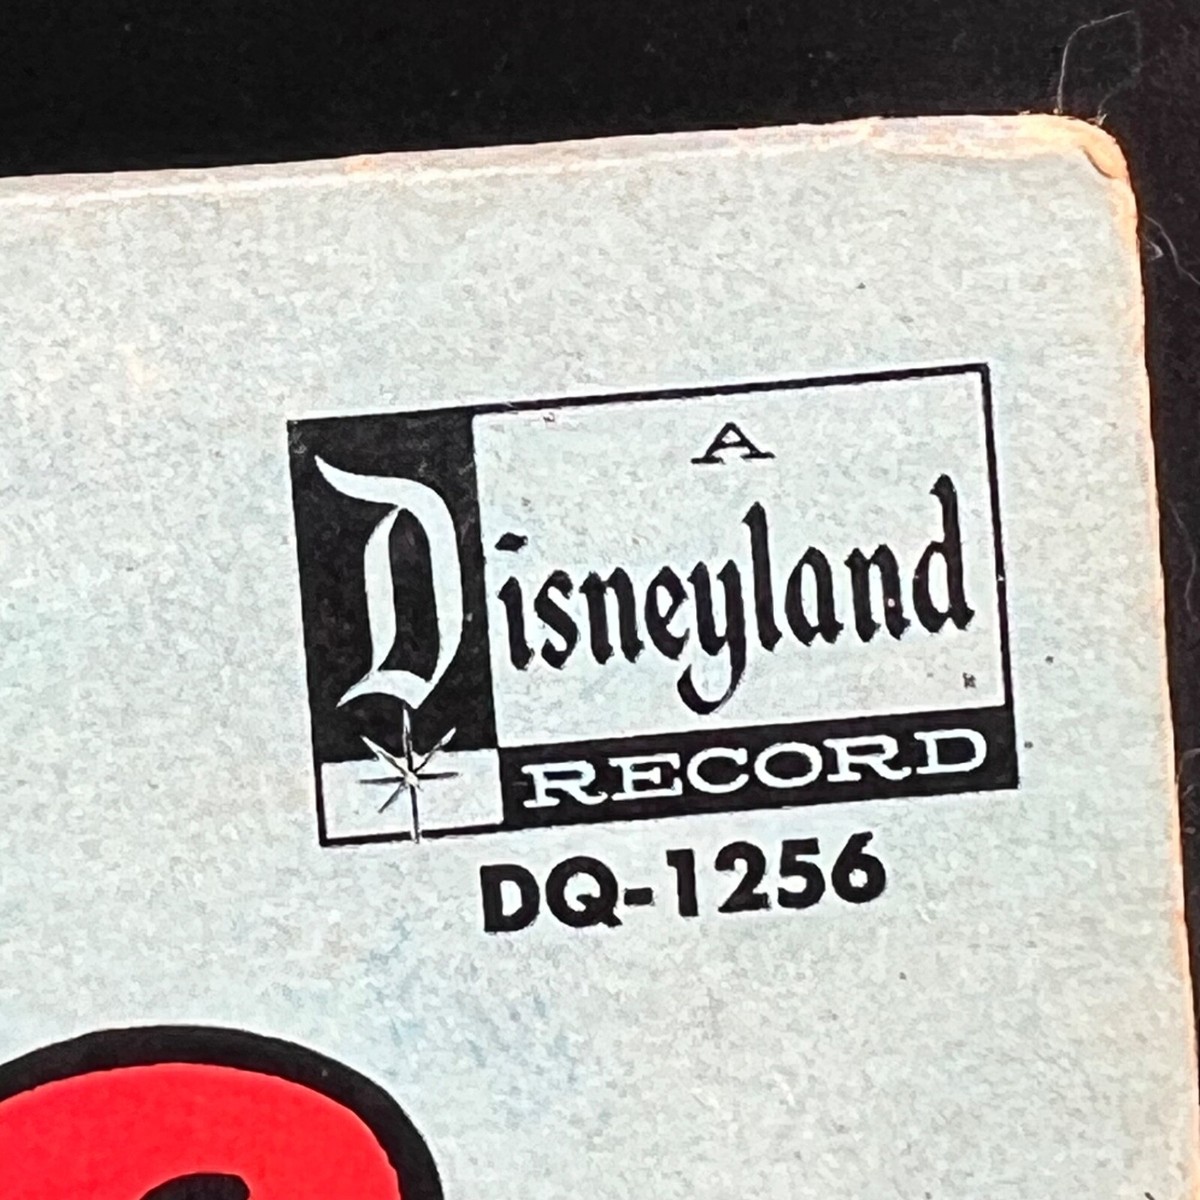 A
Disneyland
RECORD
DQ-1256